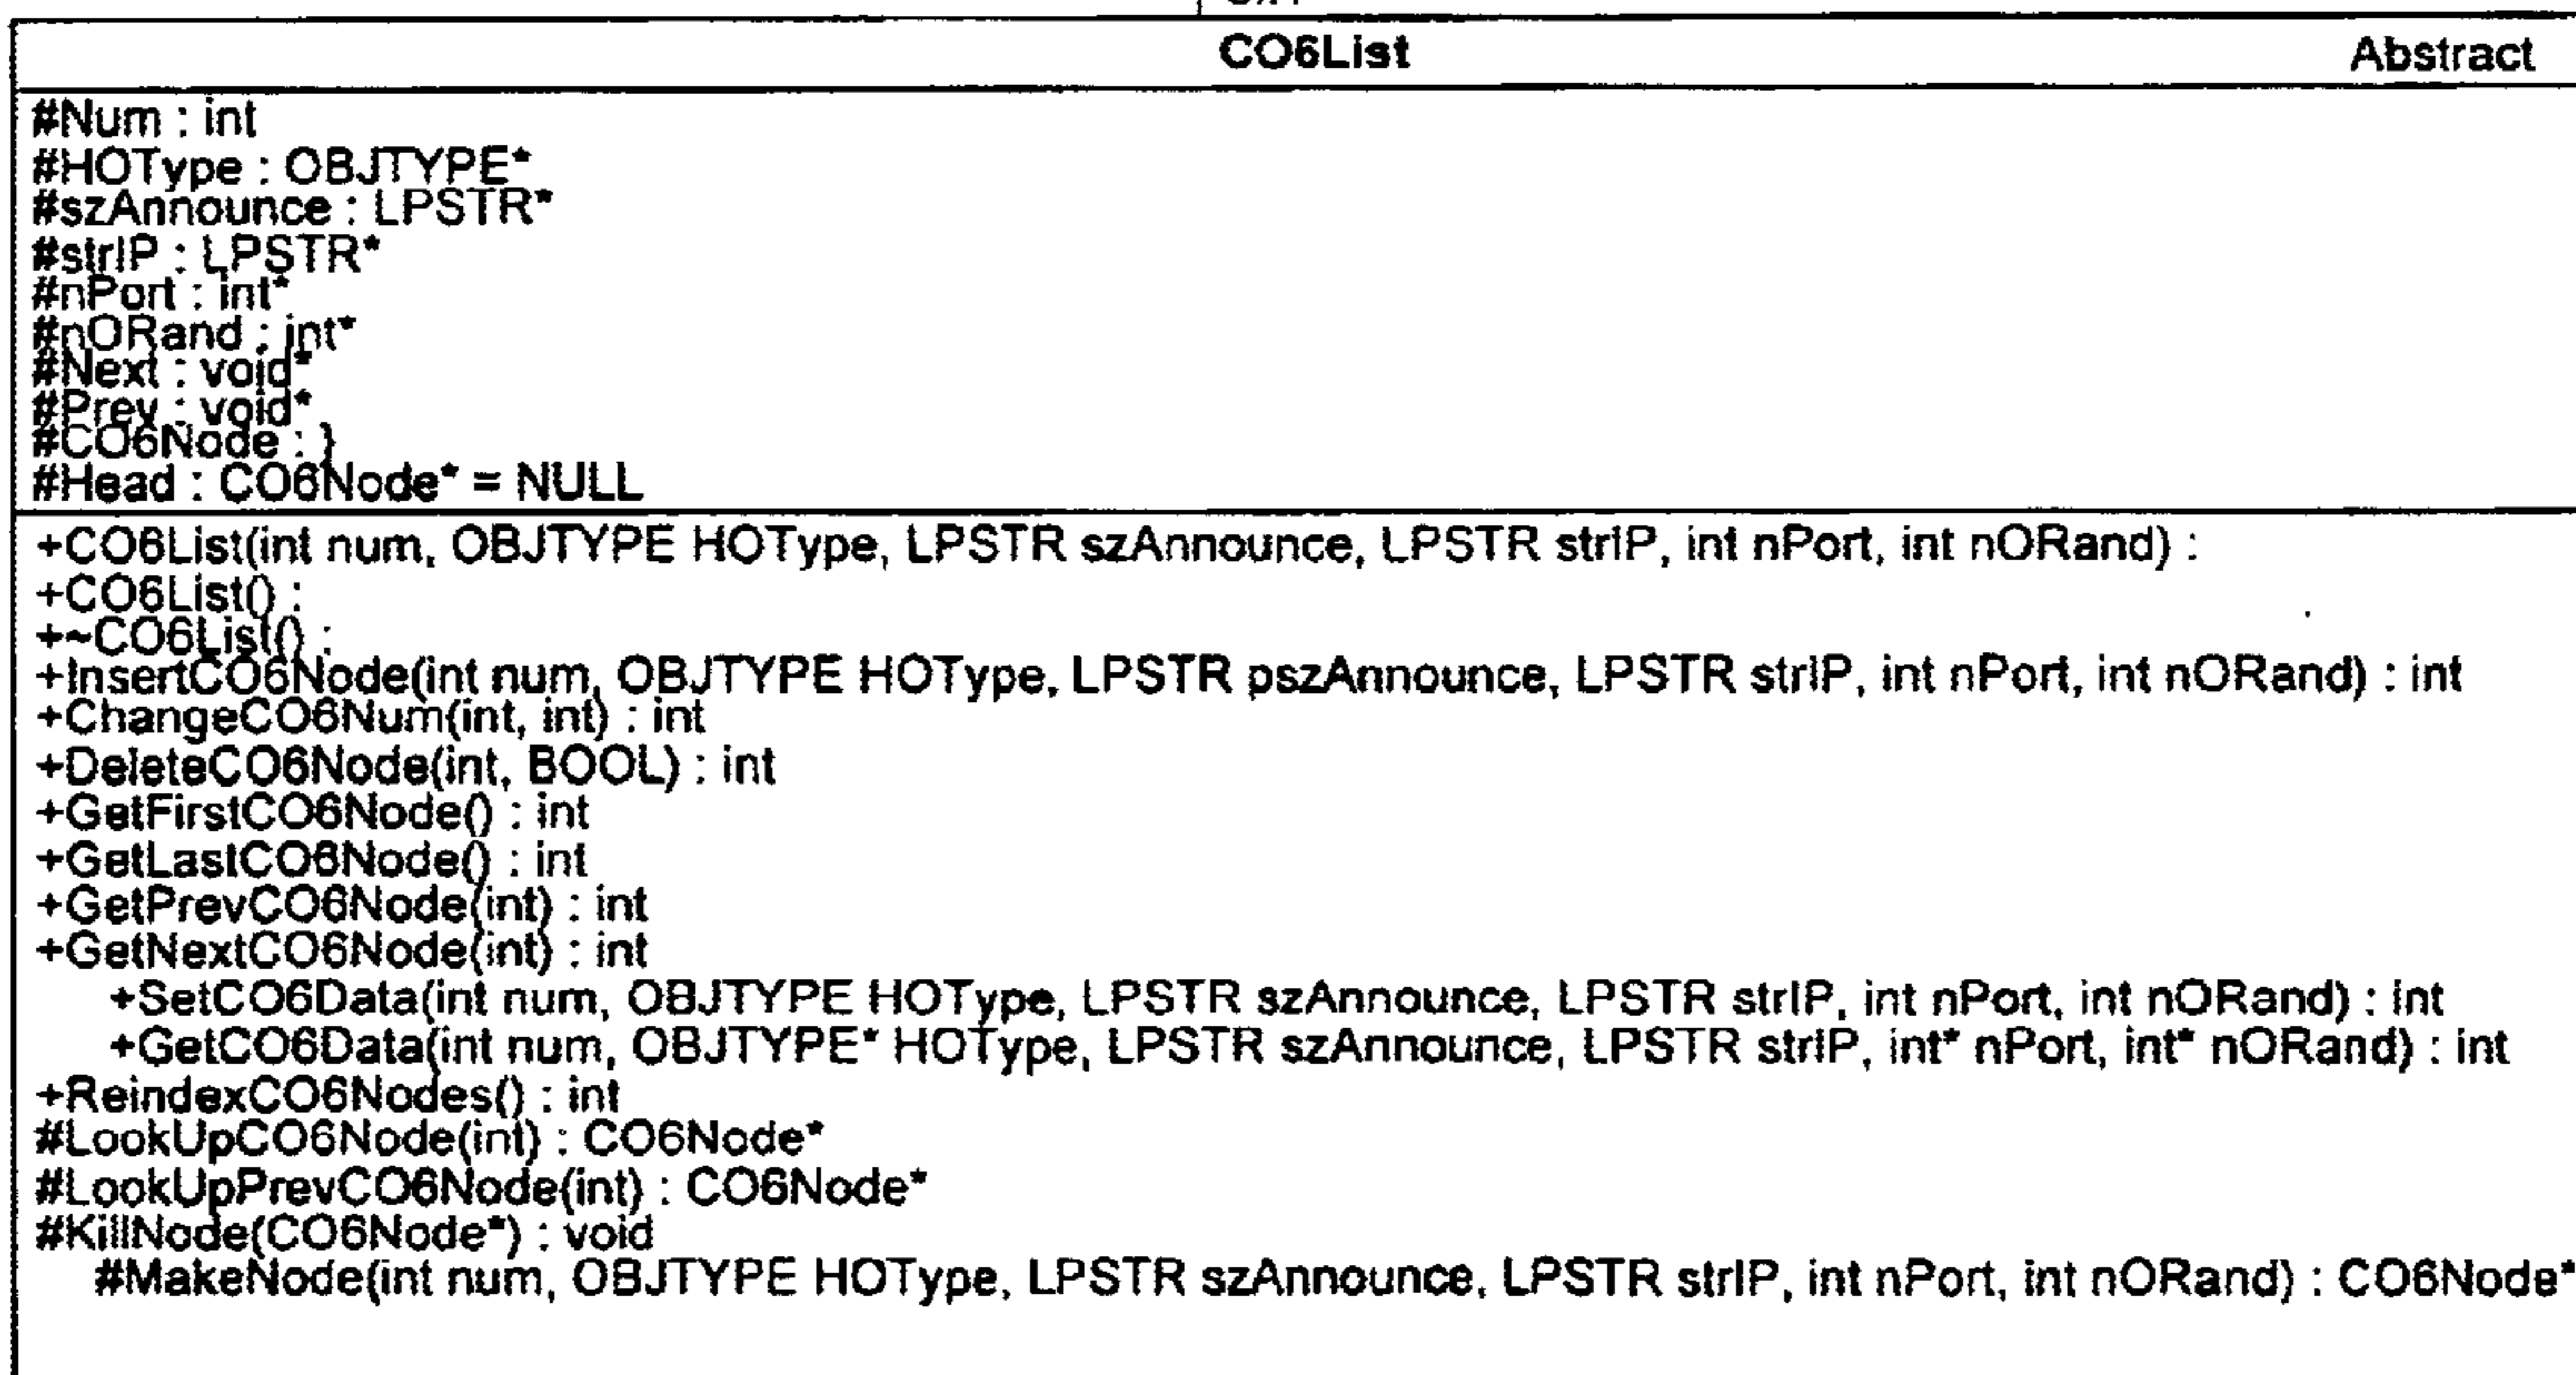 CO6List Abstract
#Num : int
#HOType : OBJTYPE*
#szAnnounce : LPSTR*
#strIP : LPSTR*
#nPort : int*
#nORand : int*
#Next : void*
#Prev : void*
#CO6Node : }
#Head : CO6Node* = NULL
+CO6List(int num, OBJTYPE HOType, LPSTR szAnnounce, LPSTR strIP, int nPort, int nORand) :
+CO6List() :
+~CO6List() :
+InsertCO6Node(int num, OBJTYPE HOType, LPSTR pszAnnounce, LPSTR strIP, int nPort, int nORand) : int
+ChangeCO6Num(int, int) : int
+DeleteCO6Node(int, BOOL) : int
+GetFirstCO6Node() : int
+GetLastCO6Node() : int
+GetPrevCO6Node(int) : int
+GetNextCO6Node(int) : int
+SetCO6Data(int num, OBJTYPE HOType, LPSTR szAnnounce, LPSTR strIP, int nPort, int nORand) : int
+GetCO6Data(int num, OBJTYPE* HOType, LPSTR szAnnounce, LPSTR strIP, int* nPort, int* nORand) : int
+ReindexCO6Nodes() : int
#LookUpCO6Node(int) : CO6Node*
#LookUpPrevCO6Node(int) : CO6Node*
#KillNode(CO6Node*) : void
#MakeNode(int num, OBJTYPE HOType, LPSTR szAnnounce, LPSTR strIP, int nPort, int nORand) : CO6Node*